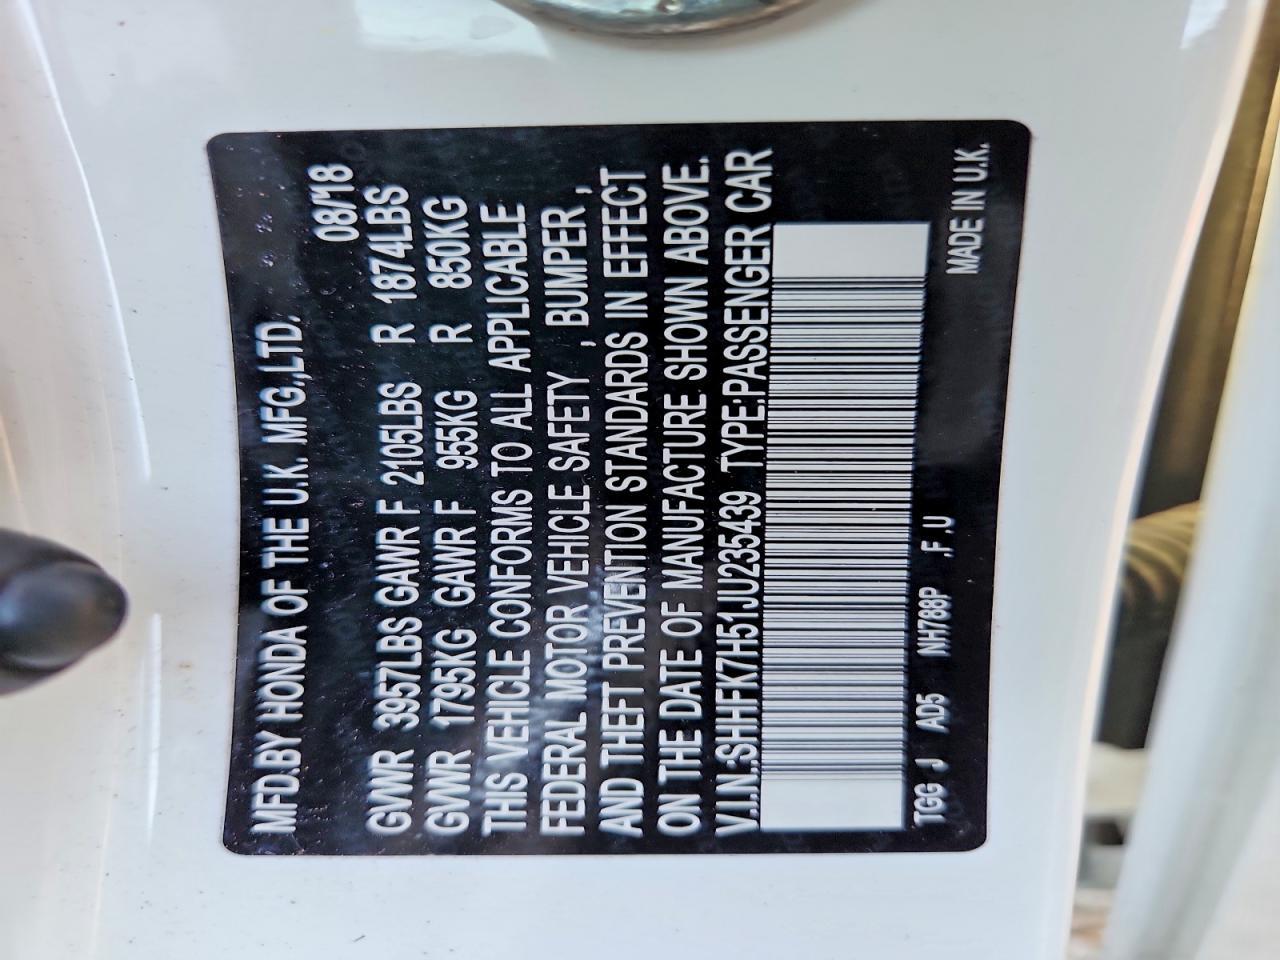 MFD.BY HONDA OF THE U.K. MFG.,LTD.
08/'18
GVWR 3957LBS GAWR F 2105LBS R 1874LBS
GVWR 1795KG GAWR F 955KG R 850KG
THIS VEHICLE CONFORMS TO ALL APPLICABLE
FEDERAL MOTOR VEHICLE SAFETY , BUMPER ,
AND THEFT PREVENTION STANDARDS IN EFFECT
ON THE DATE OF MANUFACTURE SHOWN ABOVE.
V.I.N.:SHHFK7H51JU235439 TYPE:PASSENGER CAR
TGG J AD5 NH788P .F .U
MADE IN U.K.